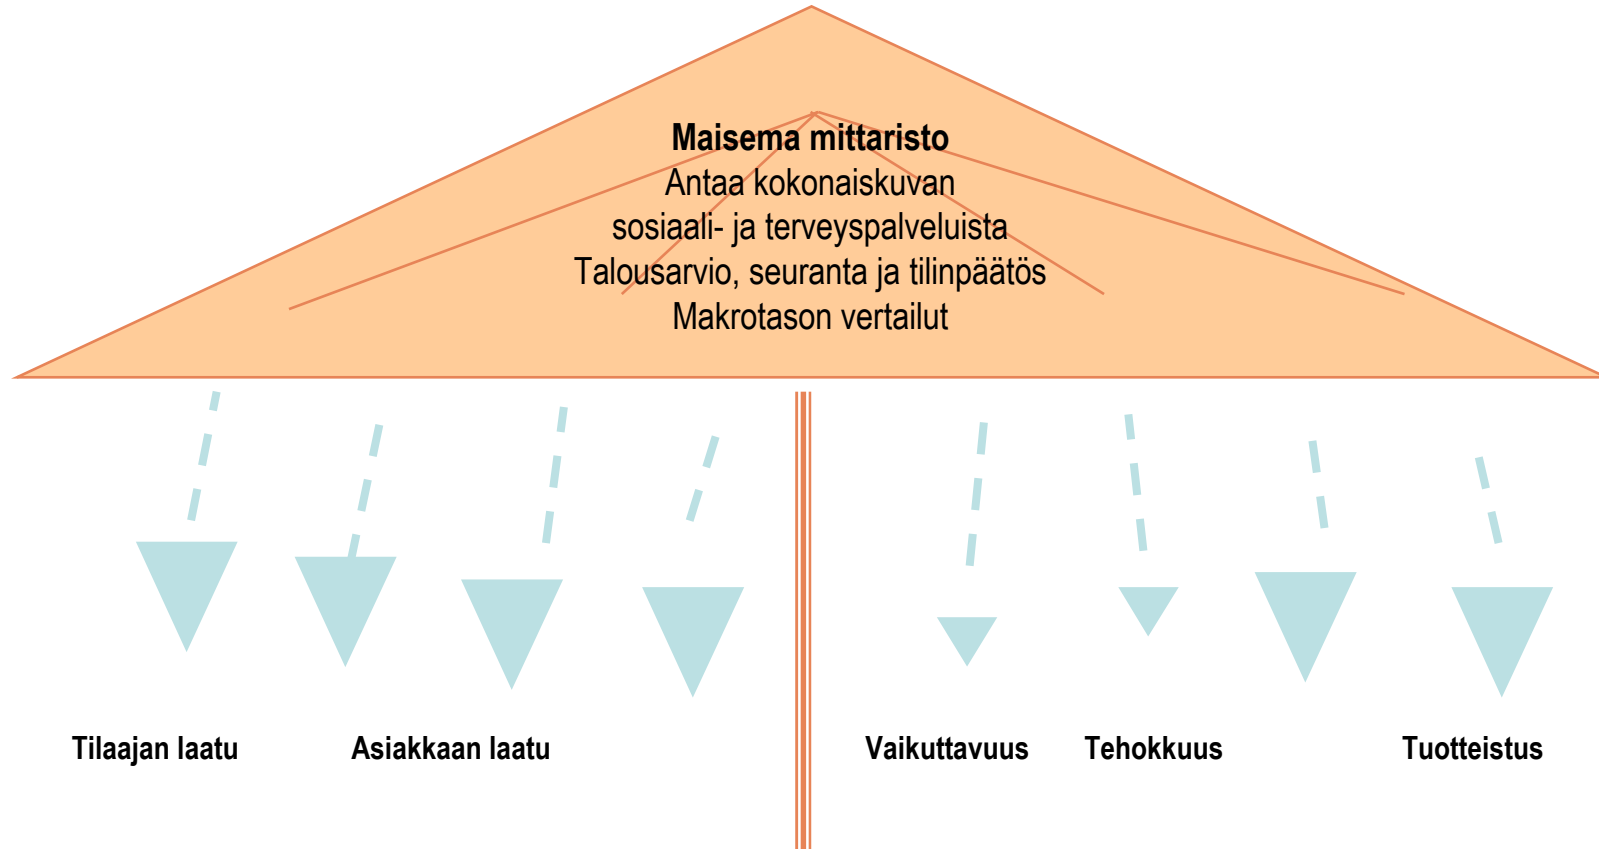 Maisema mittaristo
Antaa kokonaiskuvan
sosiaali- ja terveyspalveluista
Talousarvio, seuranta ja tilinpäätös
Makrotason vertailut
Tilaajan laatu
Asiakkaan laatu
Vaikuttavuus
Tehokkuus
Tuotteistus